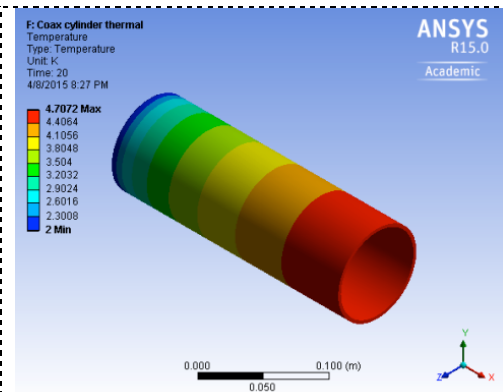 F: Coax cylinder thermal
Temperature
Type: Temperature
Unit: K
Time: 20
4/8/2015 8:27 PM
4.7072 Max
4.4064
4.1056
3.8048
3.504
3.2032
2.9024
2.6016
2.3008
2 Min
ANSYS
R15.0
Academic
0.000
0.100 (m)
0.050
Y
Z
X